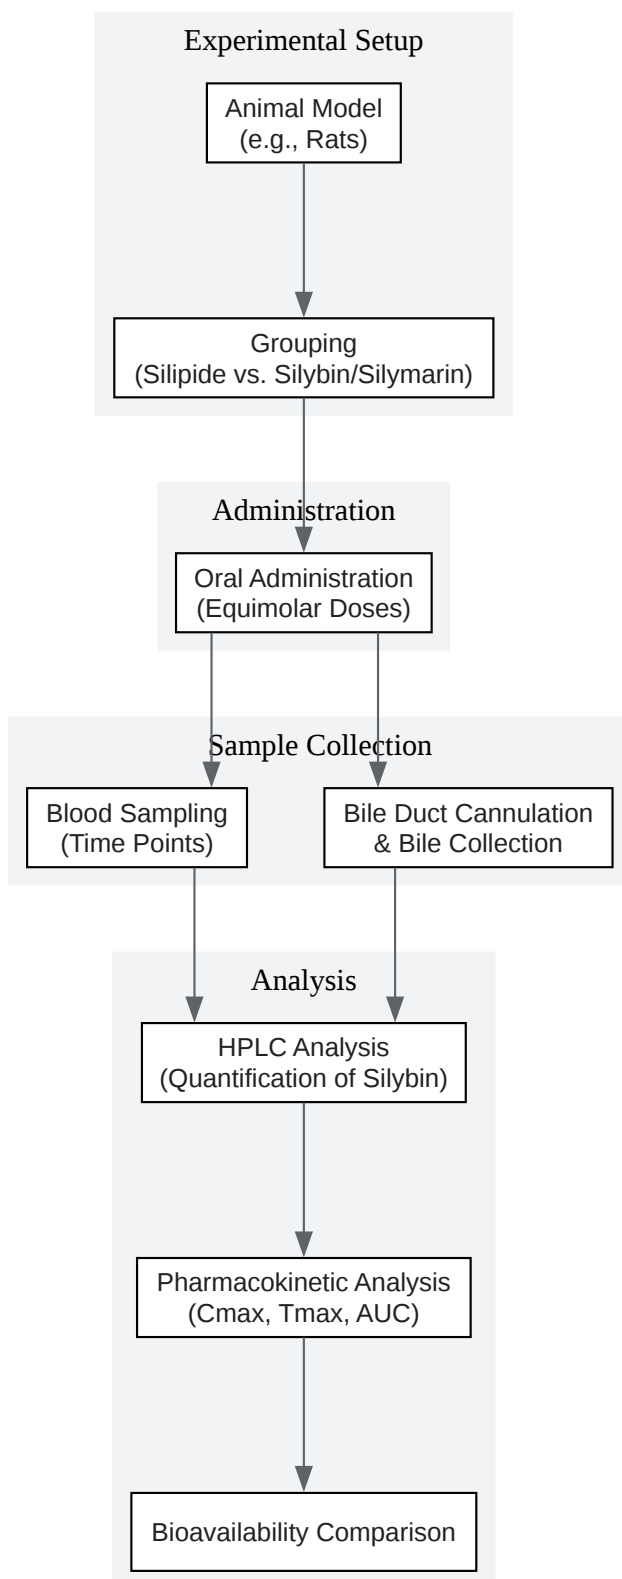 Experimental Setup
Animal Model
(e.g., Rats)
Grouping
(Silipide vs. Silybin/Silymarin)
Administration
Oral Administration
(Equimolar Doses)
Sample Collection
Blood Sampling
(Time Points)
Bile Duct Cannulation
& Bile Collection
Analysis
HPLC Analysis
(Quantification of Silybin)
Pharmacokinetic Analysis
(Cmax, Tmax, AUC)
Bioavailability Comparison